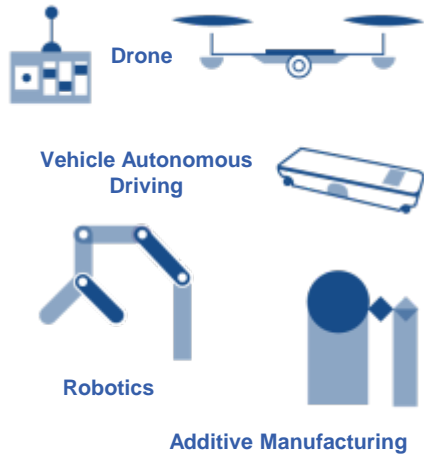 Drone
Vehicle Autonomous
Driving
Robotics
Additive Manufacturing